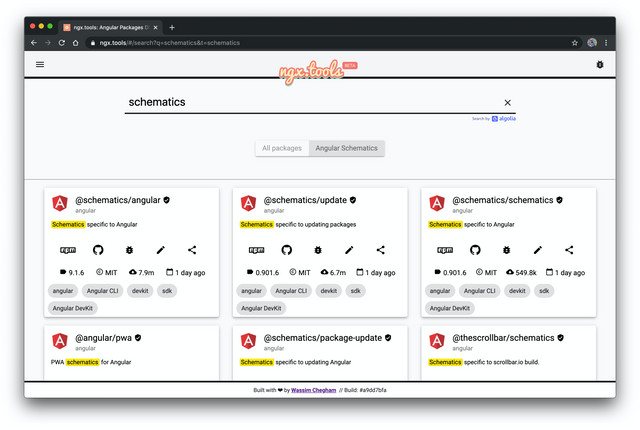 ngx.tools: Angular Packages D
ngx.tools/#/search?q=schematics&t=schematics
ngx.tools BETA
schematics
Search by algolia
All packages Angular Schematics
@schematics/angular
angular
Schematics specific to Angular
npm
9.1.6 MIT 7.9m 1 day ago
angular Angular CLI devkit sdk
Angular DevKit
@schematics/update
angular
Schematics specific to updating packages
npm
0.901.6 MIT 6.7m 1 day ago
angular Angular CLI devkit sdk
Angular DevKit
@schematics/schematics
angular
Schematics specific to Angular
npm
0.901.6 MIT 549.8k 1 day ago
angular Angular CLI devkit sdk
Angular DevKit
@angular/pwa
angular
PWA schematics for Angular
@schematics/package-update
angular
Schematics specific to updating Angular
@thescrollbar/schematics
angular
Schematics specific to scrollbar.io build.
Built with ❤ by Wassim Chegham // Build: #a9dd7bfa